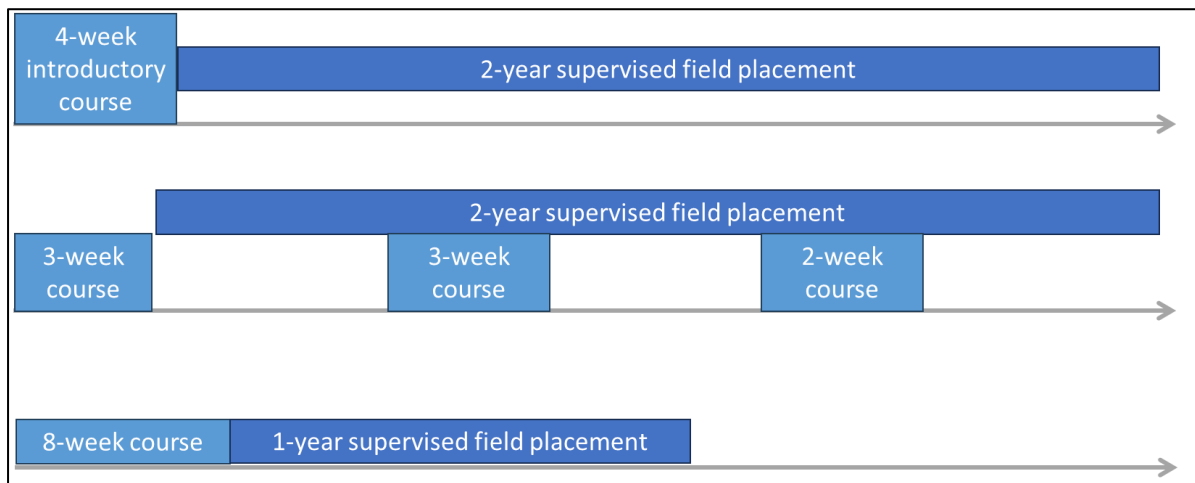 4-week
introductory
course
2-year supervised field placement
2-year supervised field placement
3-week
course
3-week
course
2-week
course
8-week course
1-year supervised field placement